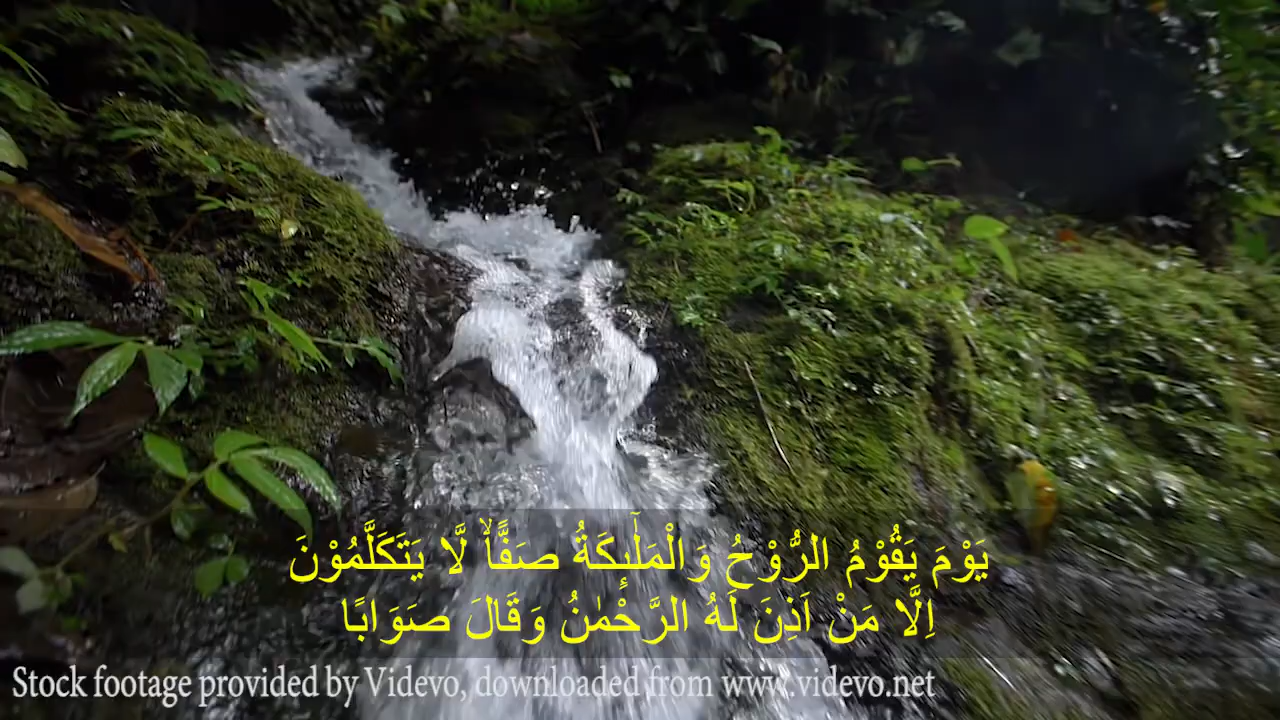 يَوْمَ يَقُوْمُ الرُّوْحُ وَالْمَلٰٓىِٕكَةُ صَفًّاۙ لَّا يَتَكَلَّمُوْنَ
اِلَّا مَنْ اَذِنَ لَهُ الرَّحْمٰنُ وَقَالَ صَوَابًا
Stock footage provided by Videvo, downloaded from www.videvo.net